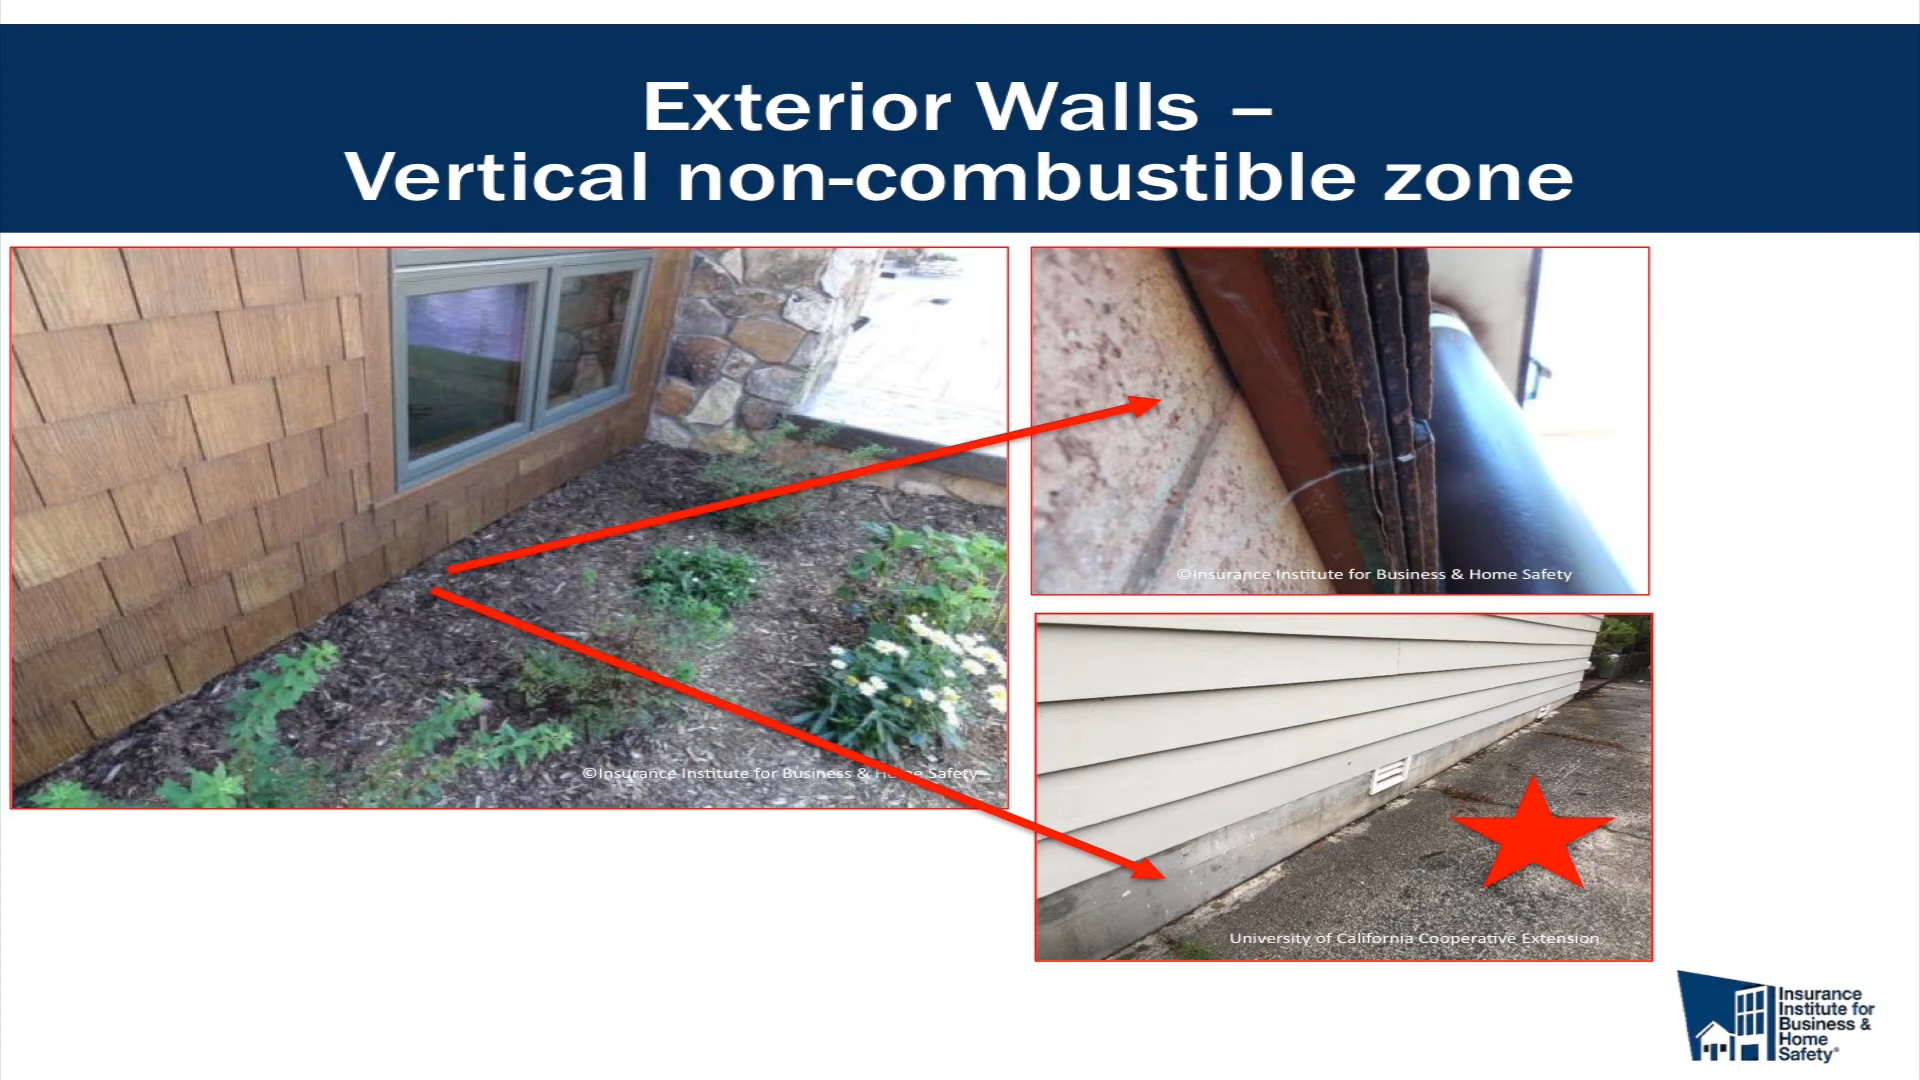 Exterior Walls –
Vertical non-combustible zone
©Insurance Institute for Business & Home Safety
©Insurance Institute for Business & Home Safety
University of California Cooperative Extension
Insurance
Institute for
Business &
Home
Safety®